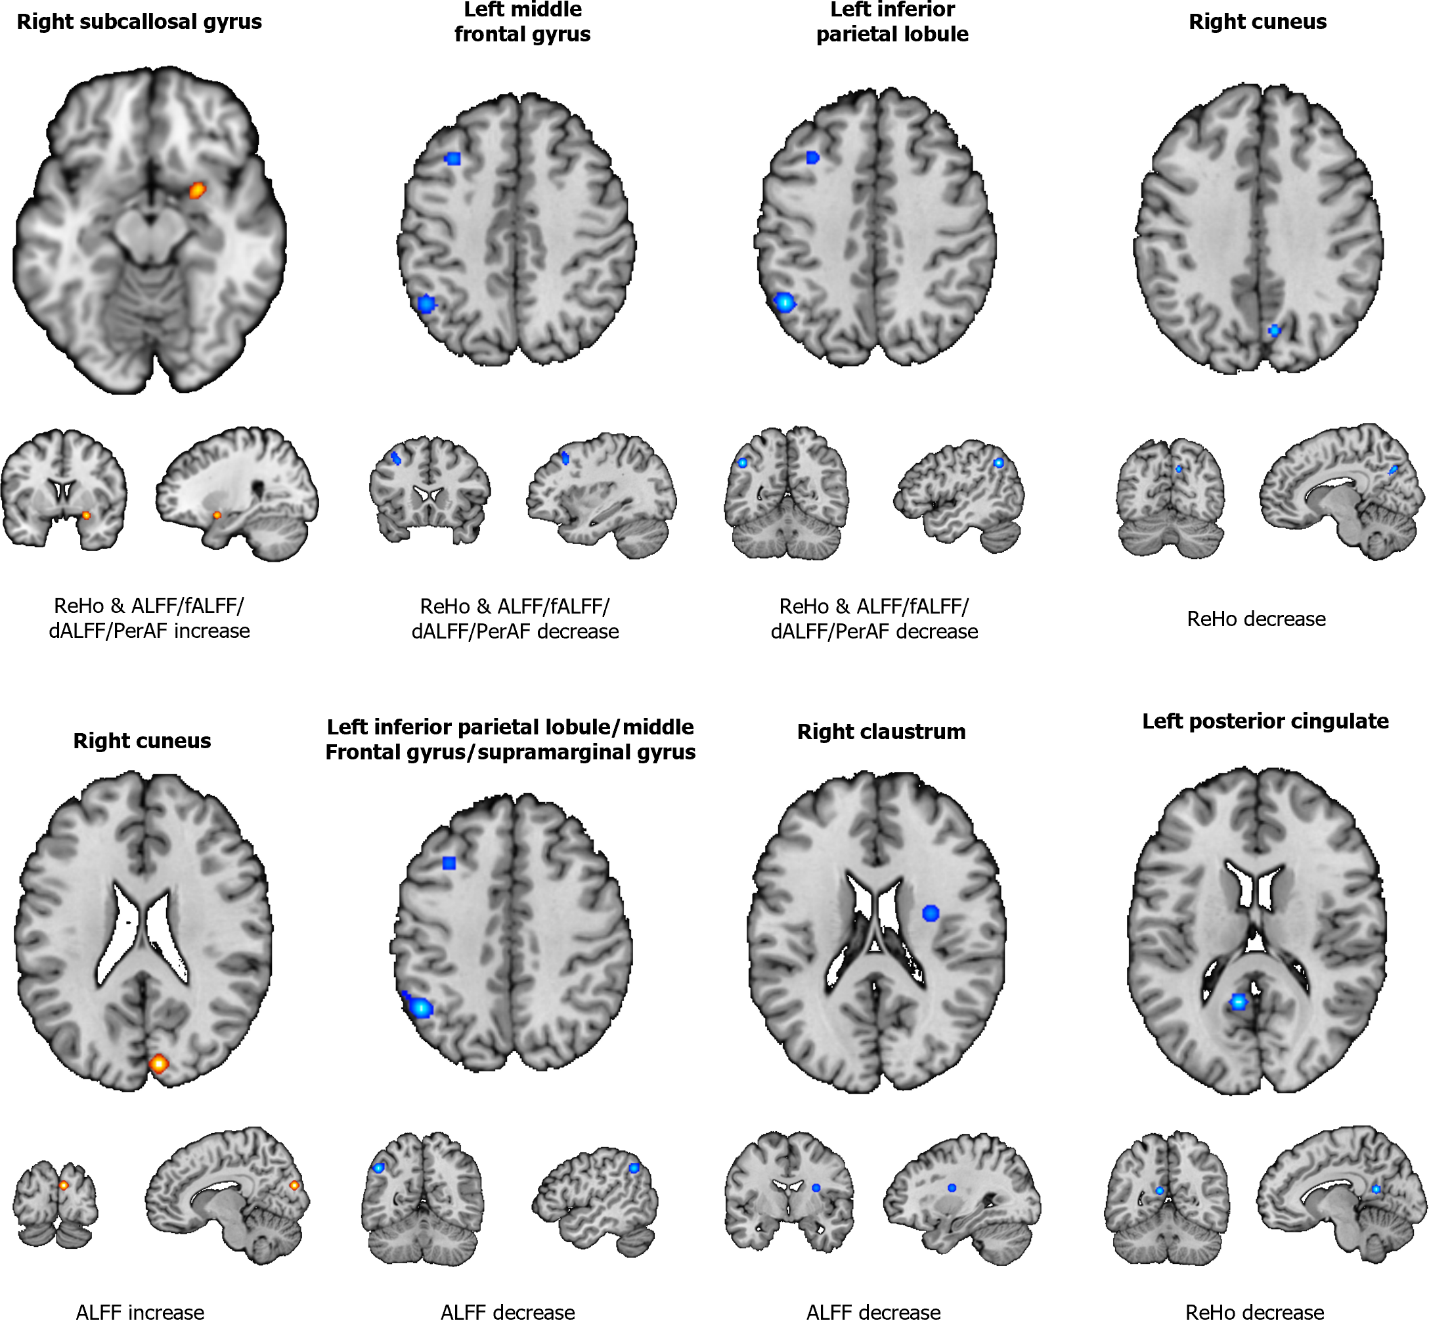 Right subcallosal gyrus
Left middle
frontal gyrus
Left inferior
parietal lobule
Right cuneus
ReHo & ALFF/fALFF/
dALFF/PerAF increase
ReHo & ALFF/fALFF/
dALFF/PerAF decrease
ReHo & ALFF/fALFF/
dALFF/PerAF decrease
ReHo decrease
Right cuneus
Left inferior parietal lobule/middle
Frontal gyrus/supramarginal gyrus
Right claustrum
Left posterior cingulate
ALFF increase
ALFF decrease
ALFF decrease
ReHo decrease